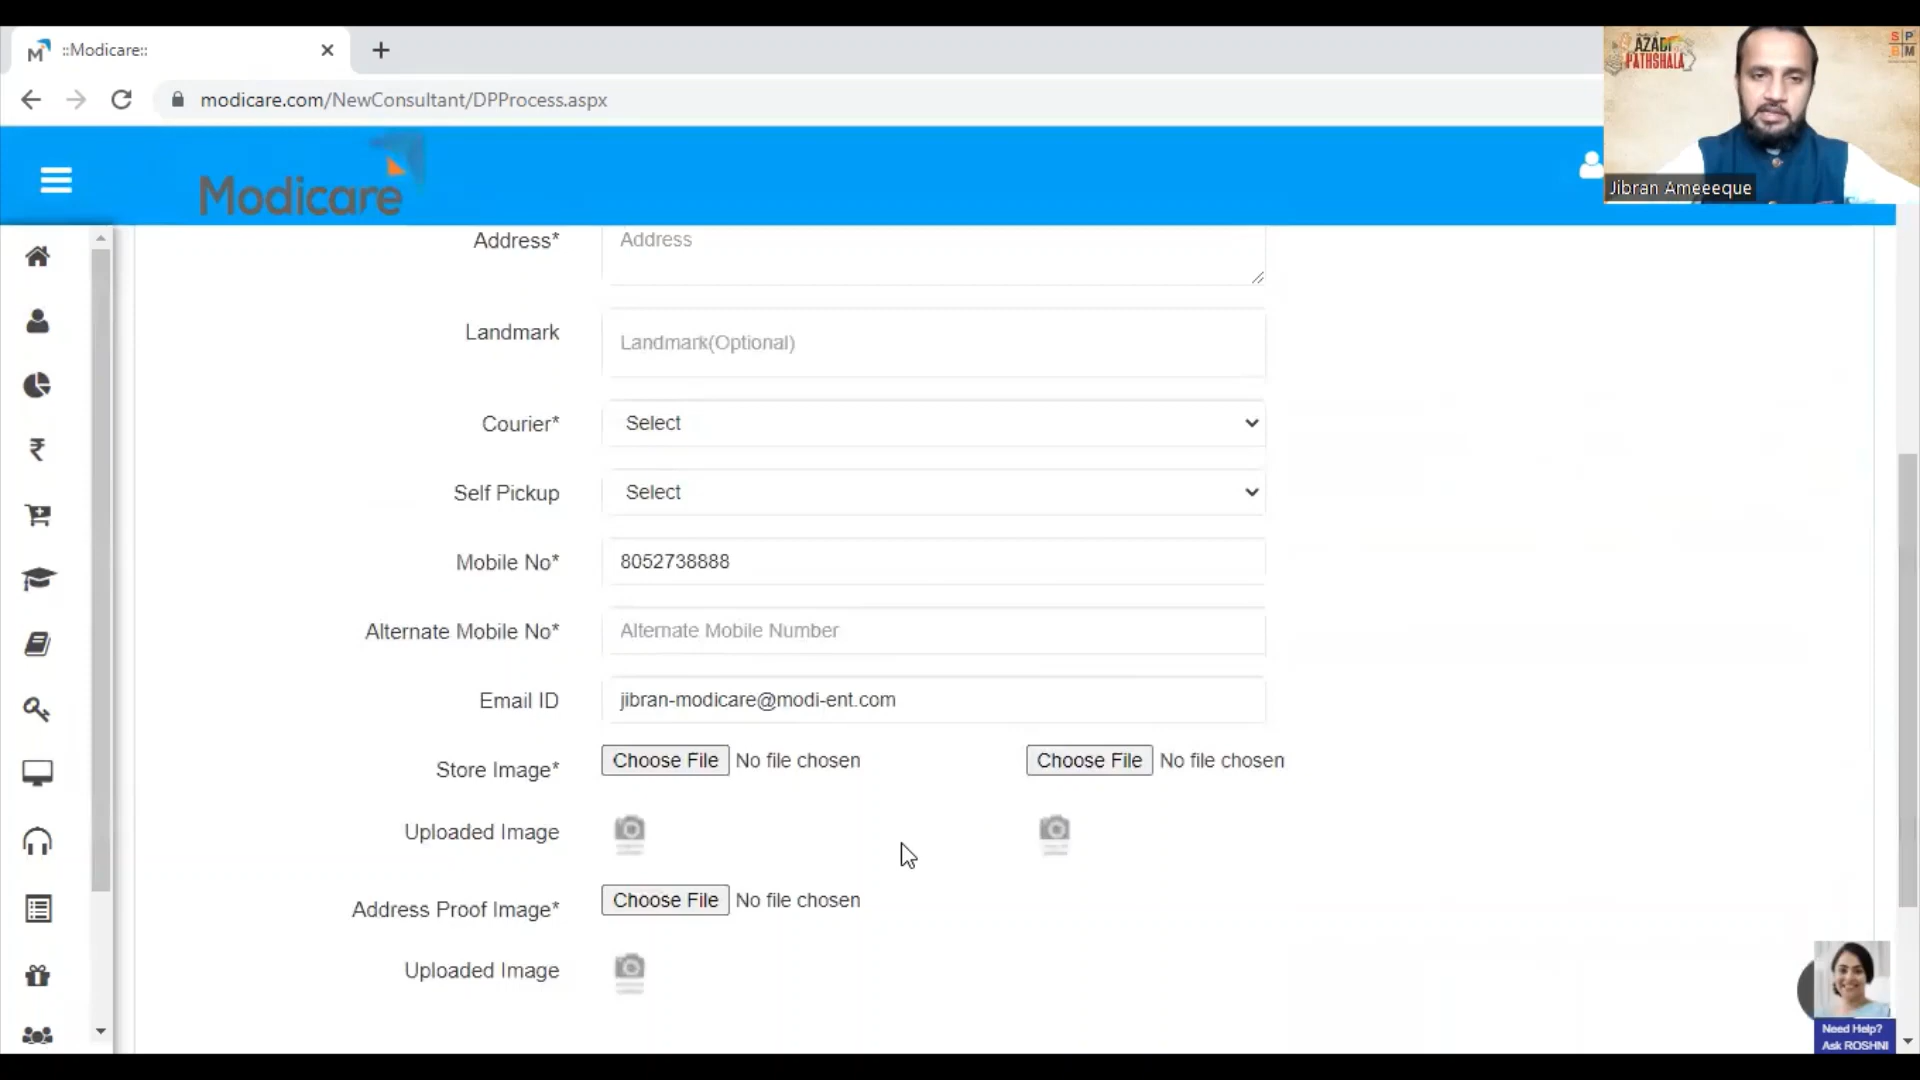 ::Modicare::
modicare.com/NewConsultant/DPProcess.aspx
AZADI
PATHSHALA
S P
B M
Jibran Ameeeque
Modicare
Address*
Address
Landmark
Landmark(Optional)
Courier*
Select
Self Pickup
Select
Mobile No*
8052738888
Alternate Mobile No*
Alternate Mobile Number
Email ID
jibran-modicare@modi-ent.com
Store Image*
Choose File No file chosen
Choose File No file chosen
Uploaded Image
Address Proof Image*
Choose File No file chosen
Uploaded Image
Need Help?
Ask ROSHNI